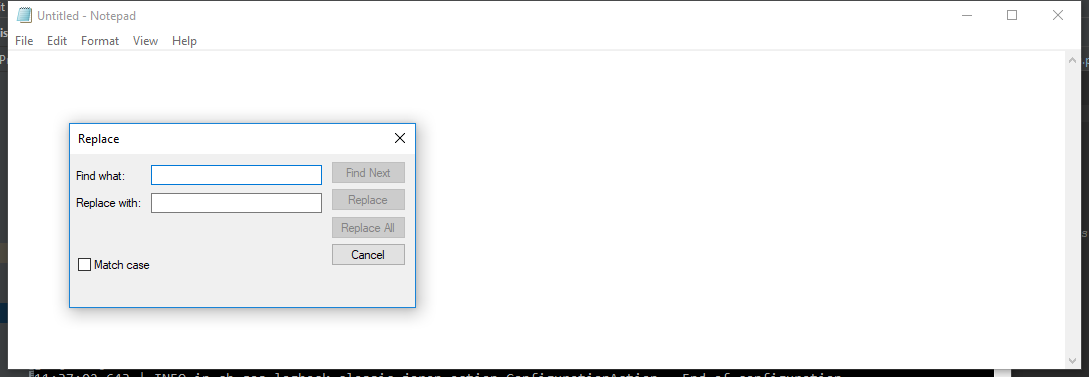 Untitled - Notepad
File Edit Format View Help
Replace
Find what:
Find Next
Replace with:
Replace
Replace All
Cancel
Match case